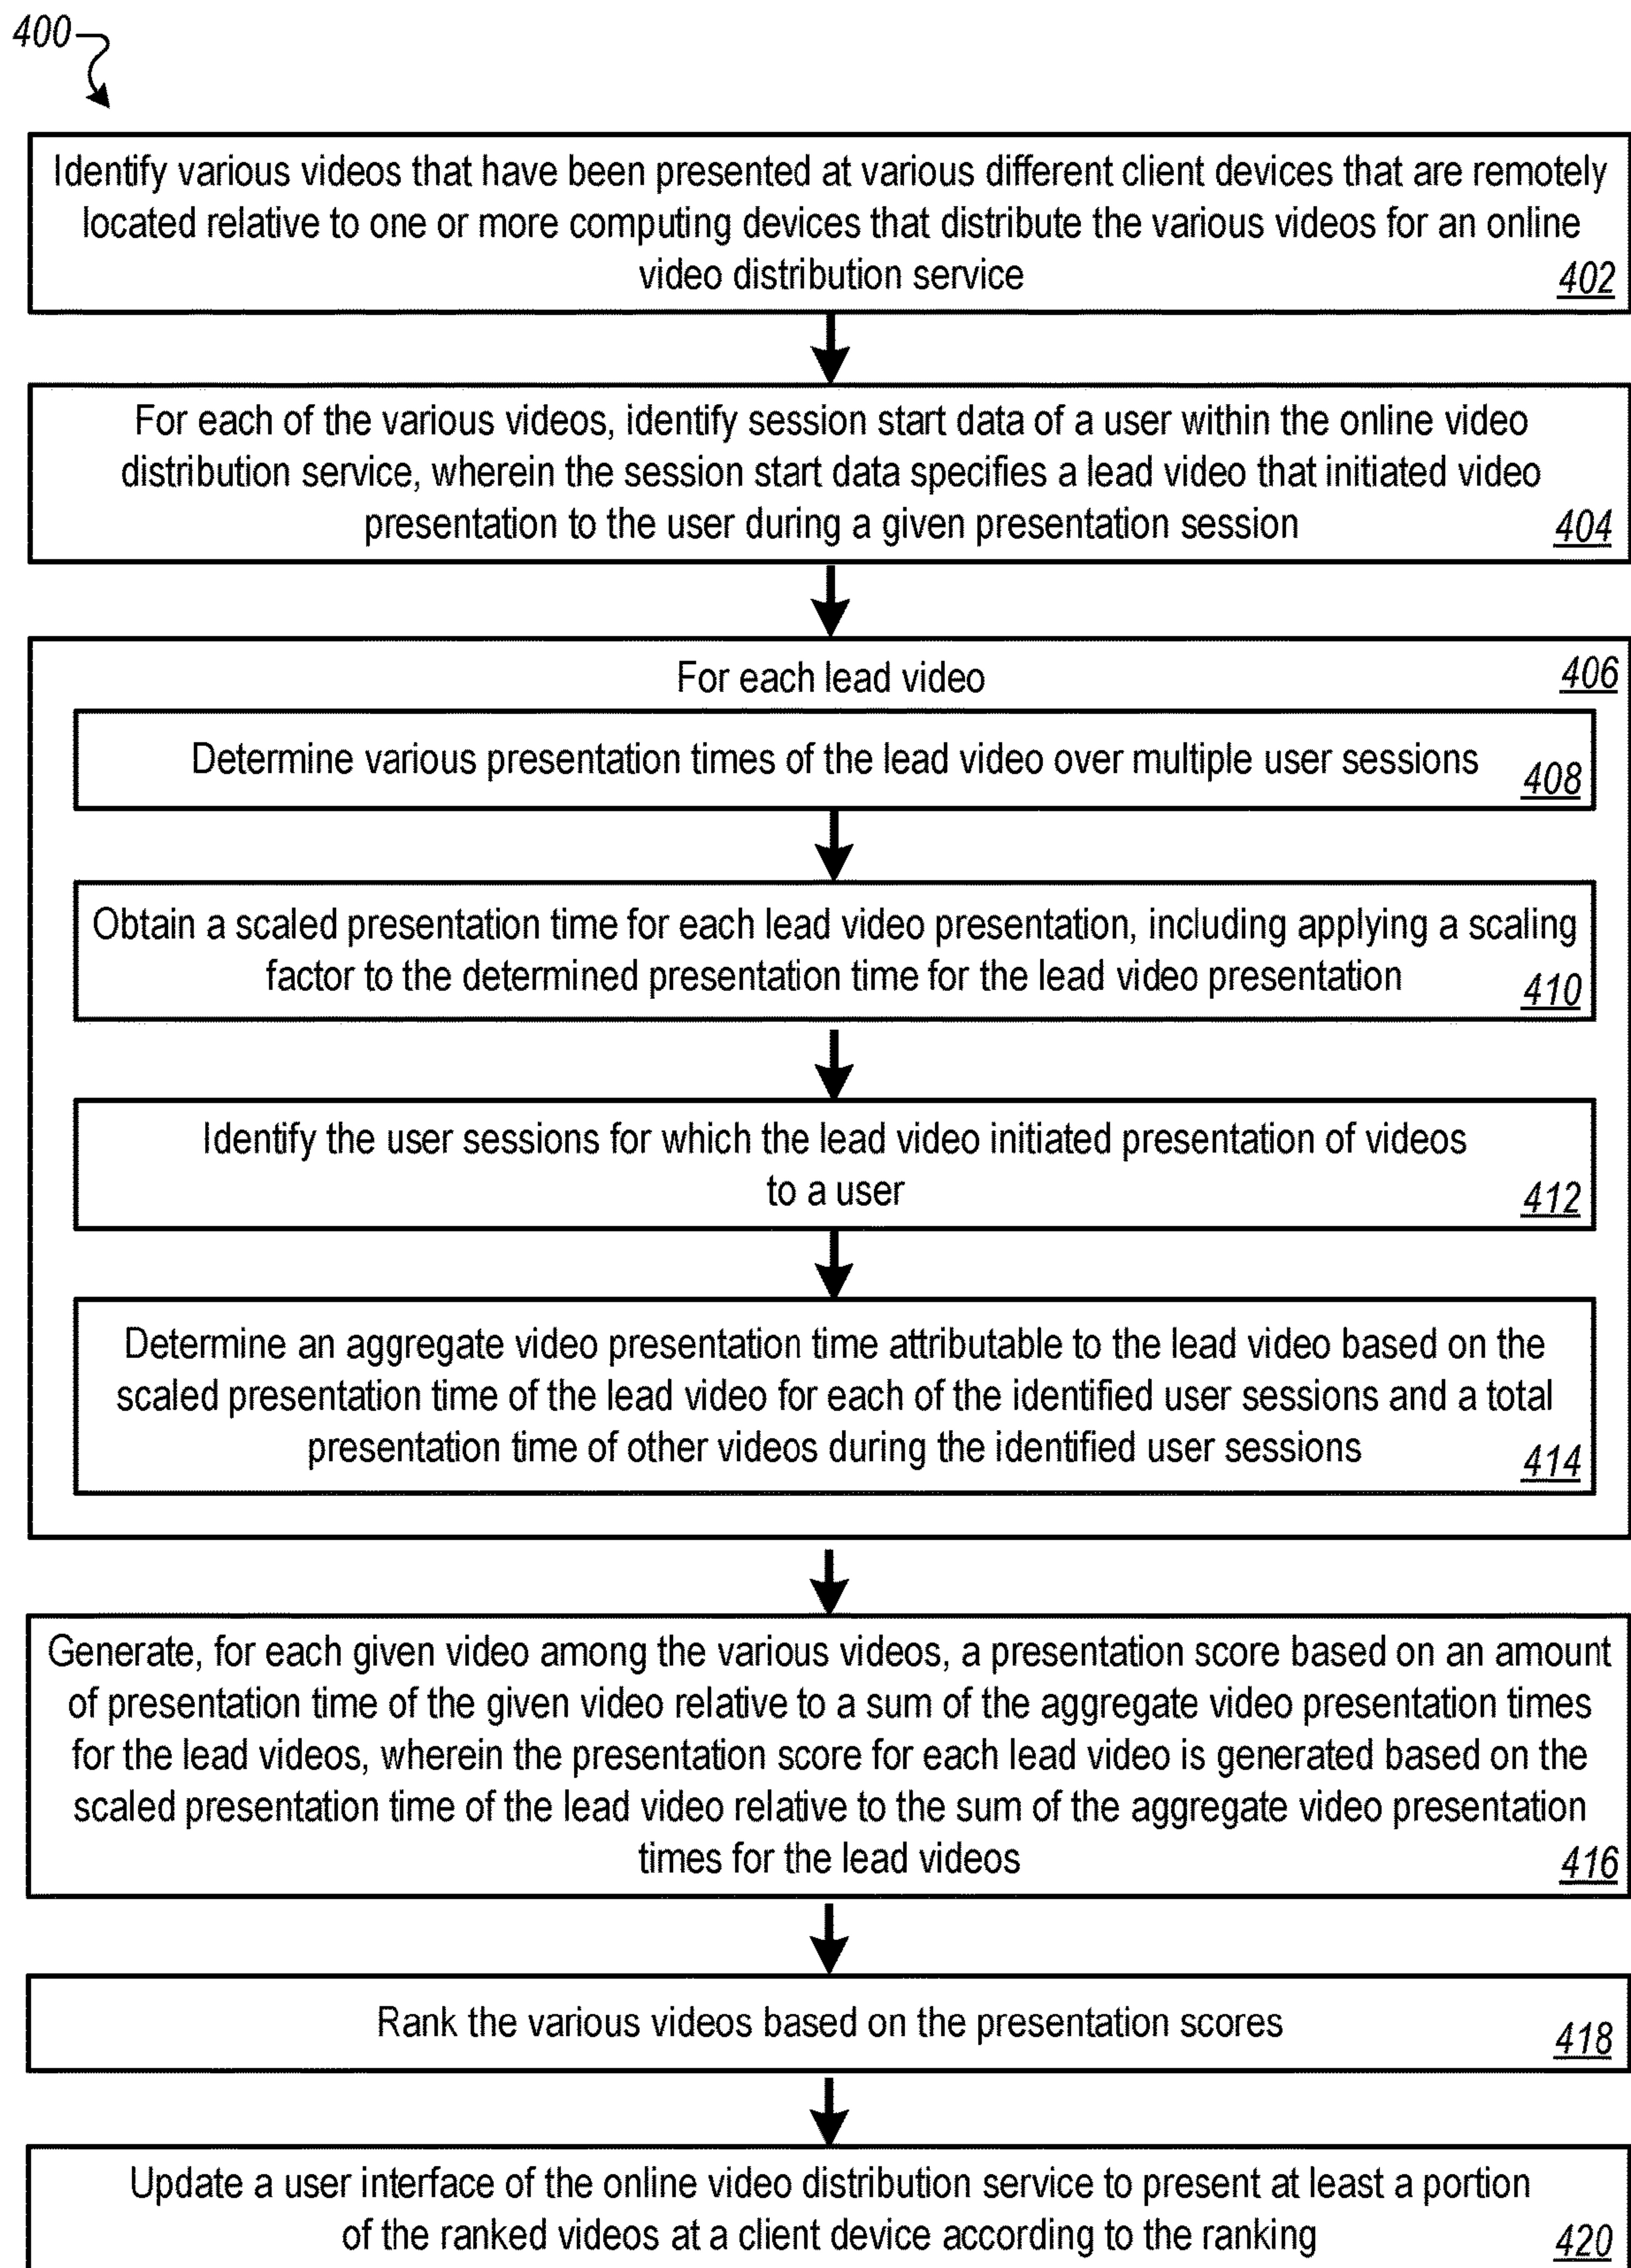 400
Identify various videos that have been presented at various different client devices that are remotely
located relative to one or more computing devices that distribute the various videos for an online
video distribution service
402
For each of the various videos, identify session start data of a user within the online video
distribution service, wherein the session start data specifies a lead video that initiated video
presentation to the user during a given presentation session
404
For each lead video
406
Determine various presentation times of the lead video over multiple user sessions
408
Obtain a scaled presentation time for each lead video presentation, including applying a scaling
factor to the determined presentation time for the lead video presentation
410
Identify the user sessions for which the lead video initiated presentation of videos
to a user
412
Determine an aggregate video presentation time attributable to the lead video based on the
scaled presentation time of the lead video for each of the identified user sessions and a total
presentation time of other videos during the identified user sessions
414
Generate, for each given video among the various videos, a presentation score based on an amount
of presentation time of the given video relative to a sum of the aggregate video presentation times
for the lead videos, wherein the presentation score for each lead video is generated based on the
scaled presentation time of the lead video relative to the sum of the aggregate video presentation
times for the lead videos
416
Rank the various videos based on the presentation scores
418
Update a user interface of the online video distribution service to present at least a portion
of the ranked videos at a client device according to the ranking
420